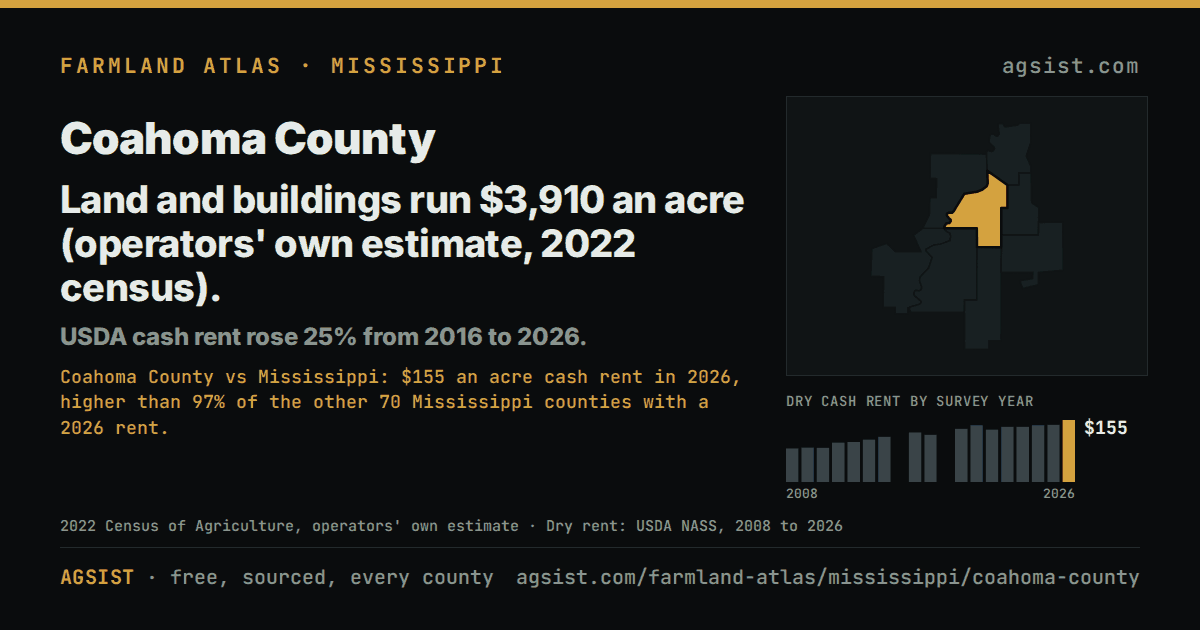 FARMLAND ATLAS · MISSISSIPPI
agsist.com
Coahoma County
Land and buildings run $3,910 an acre
(operators' own estimate, 2022
census).
USDA cash rent rose 25% from 2016 to 2026.
Coahoma County vs Mississippi: $155 an acre cash rent in 2026,
higher than 97% of the other 70 Mississippi counties with a
2026 rent.
DRY CASH RENT BY SURVEY YEAR
$155
2008
2026
2022 Census of Agriculture, operators' own estimate · Dry rent: USDA NASS, 2008 to 2026
AGSIST · free, sourced, every county
agsist.com/farmland-atlas/mississippi/coahoma-county